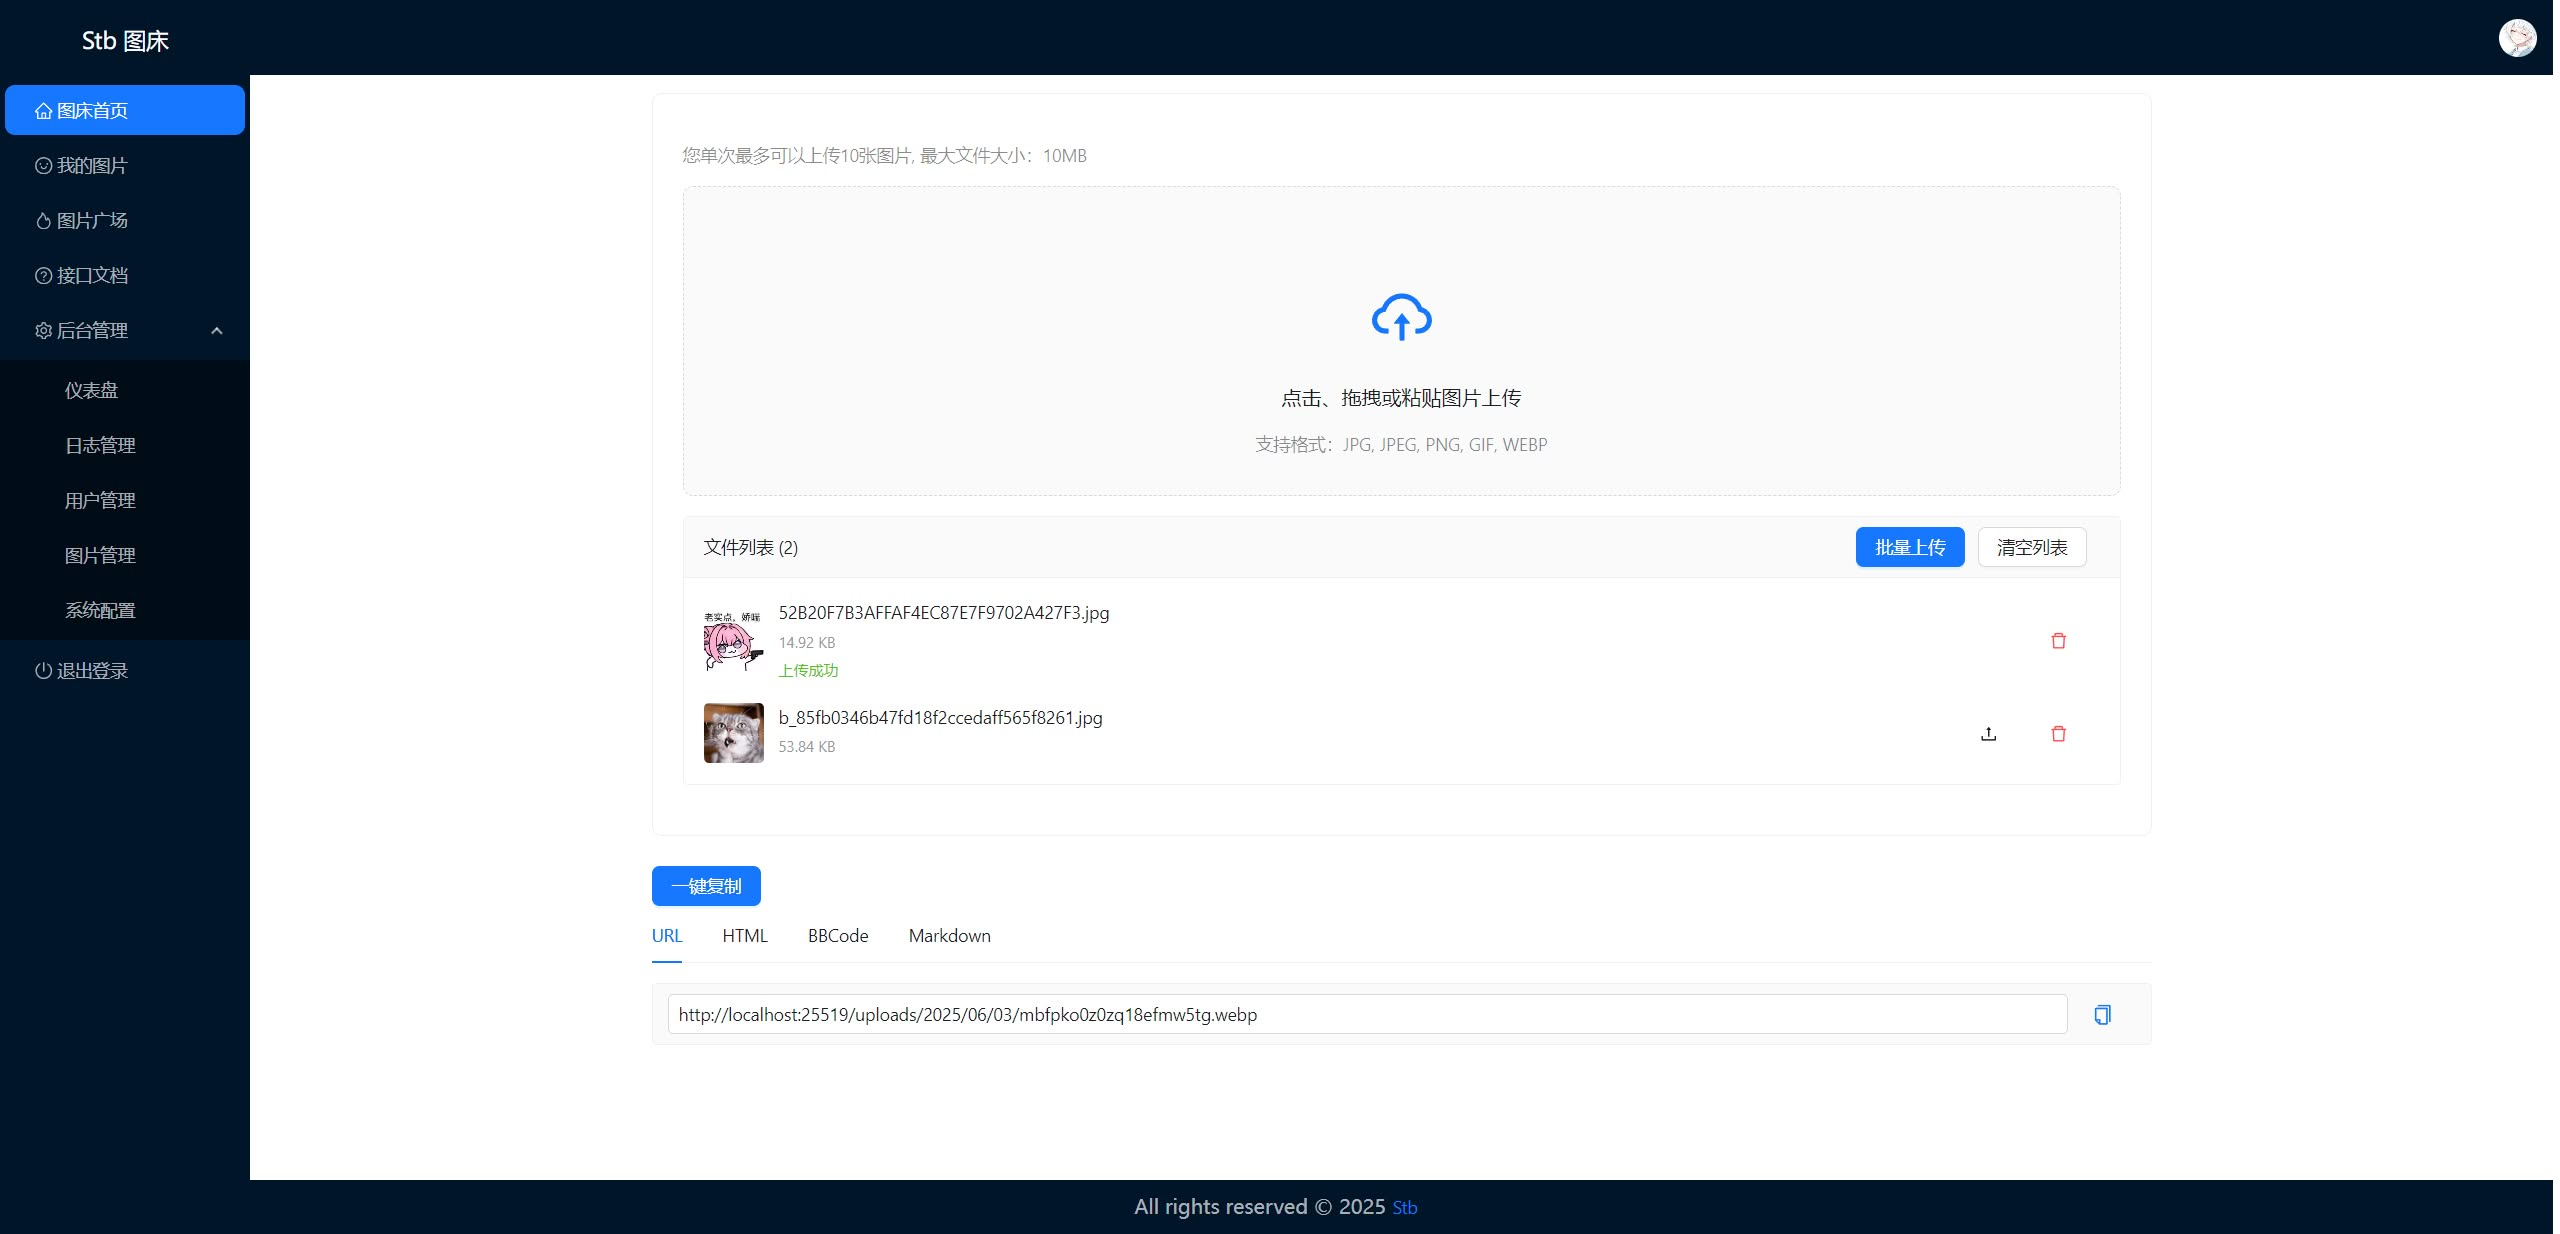 Stb 图床
图床首页
我的图片
图片广场
接口文档
后台管理
仪表盘
日志管理
用户管理
图片管理
系统配置
退出登录
您单次最多可以上传10张图片, 最大文件大小：10MB
点击、拖拽或粘贴图片上传
支持格式：JPG, JPEG, PNG, GIF, WEBP
文件列表 (2)
批量上传
清空列表
老实点，娇喘
52B20F7B3AFFAF4EC87E7F9702A427F3.jpg
14.92 KB
上传成功
b_85fb0346b47fd18f2ccedaff565f8261.jpg
53.84 KB
一键复制
URL HTML BBCode Markdown
http://localhost:25519/uploads/2025/06/03/mbfpko0z0zq18efmw5tg.webp
All rights reserved © 2025 Stb